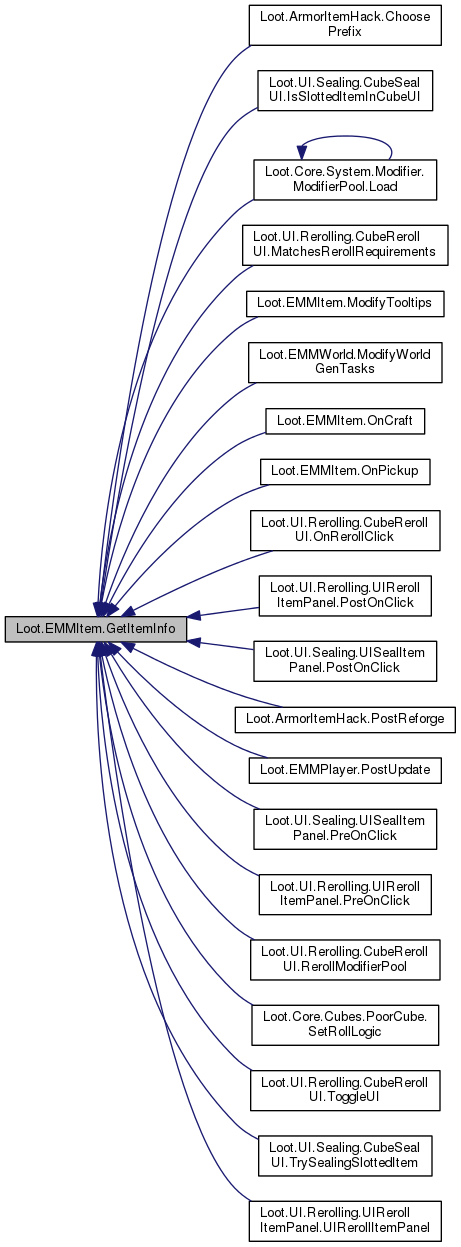 Loot.ArmorItemHack.Choose
Prefix
Loot.UI.Sealing.CubeSeal
UI.IsSlottedItemInCubeUI
Loot.Core.System.Modifier.
ModifierPool.Load
Loot.UI.Rerolling.CubeReroll
UI.MatchesRerollRequirements
Loot.EMMItem.ModifyTooltips
Loot.EMMWorld.ModifyWorld
GenTasks
Loot.EMMItem.OnCraft
Loot.EMMItem.OnPickup
Loot.UI.Rerolling.CubeReroll
UI.OnRerollClick
Loot.UI.Rerolling.UIReroll
ItemPanel.PostOnClick
Loot.EMMItem.GetItemInfo
Loot.UI.Sealing.UISealItem
Panel.PostOnClick
Loot.ArmorItemHack.PostReforge
Loot.EMMPlayer.PostUpdate
Loot.UI.Sealing.UISealItem
Panel.PreOnClick
Loot.UI.Rerolling.UIReroll
ItemPanel.PreOnClick
Loot.UI.Rerolling.CubeReroll
UI.RerollModifierPool
Loot.Core.Cubes.PoorCube.
SetRollLogic
Loot.UI.Rerolling.CubeReroll
UI.ToggleUI
Loot.UI.Sealing.CubeSeal
UI.TrySealingSlottedItem
Loot.UI.Rerolling.UIReroll
ItemPanel.UIRerollItemPanel